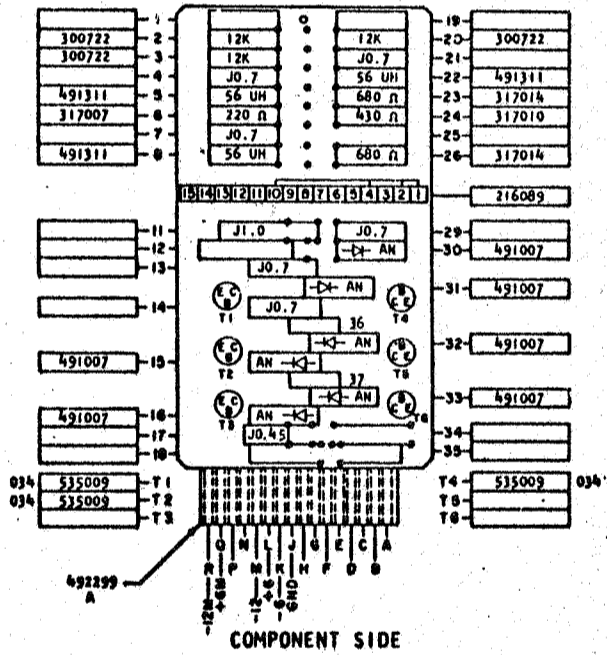 1 19
300722 2 12K 12K 20 300722
300722 3 12K J0.7 21
4 J0.7 56 UH 22 491311
491311 5 56 UH 680 Ω 23 317014
317007 6 220 Ω 430 Ω 24 317010
7 J0.7 25
491311 8 56 UH 680 Ω 26 317014
15 14 13 12 11 10 9 8 7 6 5 4 3 2 1 216089
11 J1.0 J0.7 29
12 AN 30 491007
13 J0.7
AN 31 491007
14 E C B T1 J0.7 B C E T4
36
AN 32 491007
491007 15 E C B T2 AN B C E T5
37
AN 33 491007
491007 16 E C B T3 AN B C E T6
17 J0.45 34
18 35
034 535009 T1 T4 535009 034
034 535009 T2 T5
T3 T6
R O P N M L K J H G F E D C B A
-12M +6M -12 +6 -6 GND
492299
A
COMPONENT SIDE